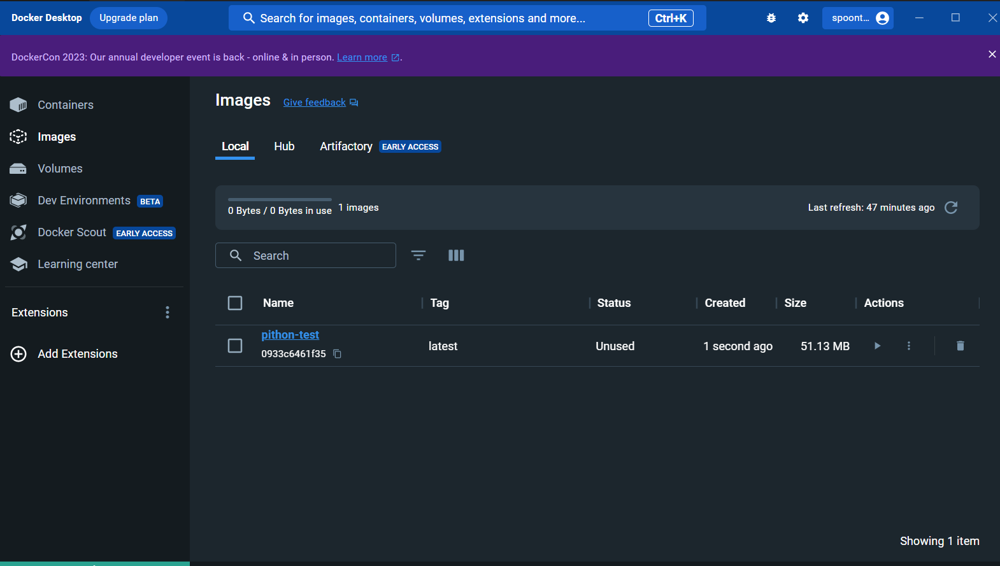 Docker Desktop
Upgrade plan
Search for images, containers, volumes, extensions and more...
Ctrl+K
spoont...
DockerCon 2023: Our annual developer event is back - online & in person. Learn more.
Containers
Images
Volumes
Dev Environments BETA
Docker Scout EARLY ACCESS
Learning center
Extensions
Add Extensions
Images
Give feedback
Local
Hub
Artifactory EARLY ACCESS
0 Bytes / 0 Bytes in use
1 images
Last refresh: 47 minutes ago
Search
Name
Tag
Status
Created
Size
Actions
pithon-test
0933c6461f35
latest
Unused
1 second ago
51.13 MB
Showing 1 item